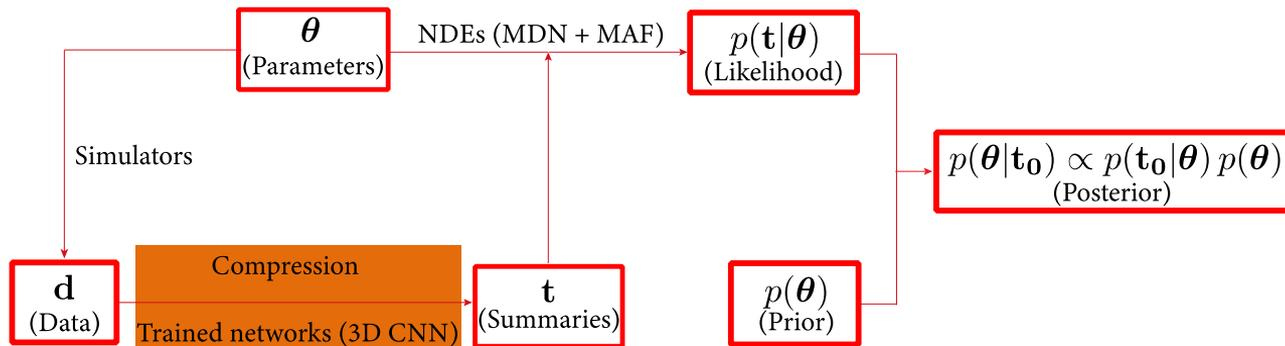 θ
(Parameters)
NDEs (MDN + MAF)
p(t|θ)
(Likelihood)
Simulators
p(θ|t₀) ∝ p(t₀|θ) p(θ)
(Posterior)
d
(Data)
Compression
Trained networks (3D CNN)
t
(Summaries)
p(θ)
(Prior)